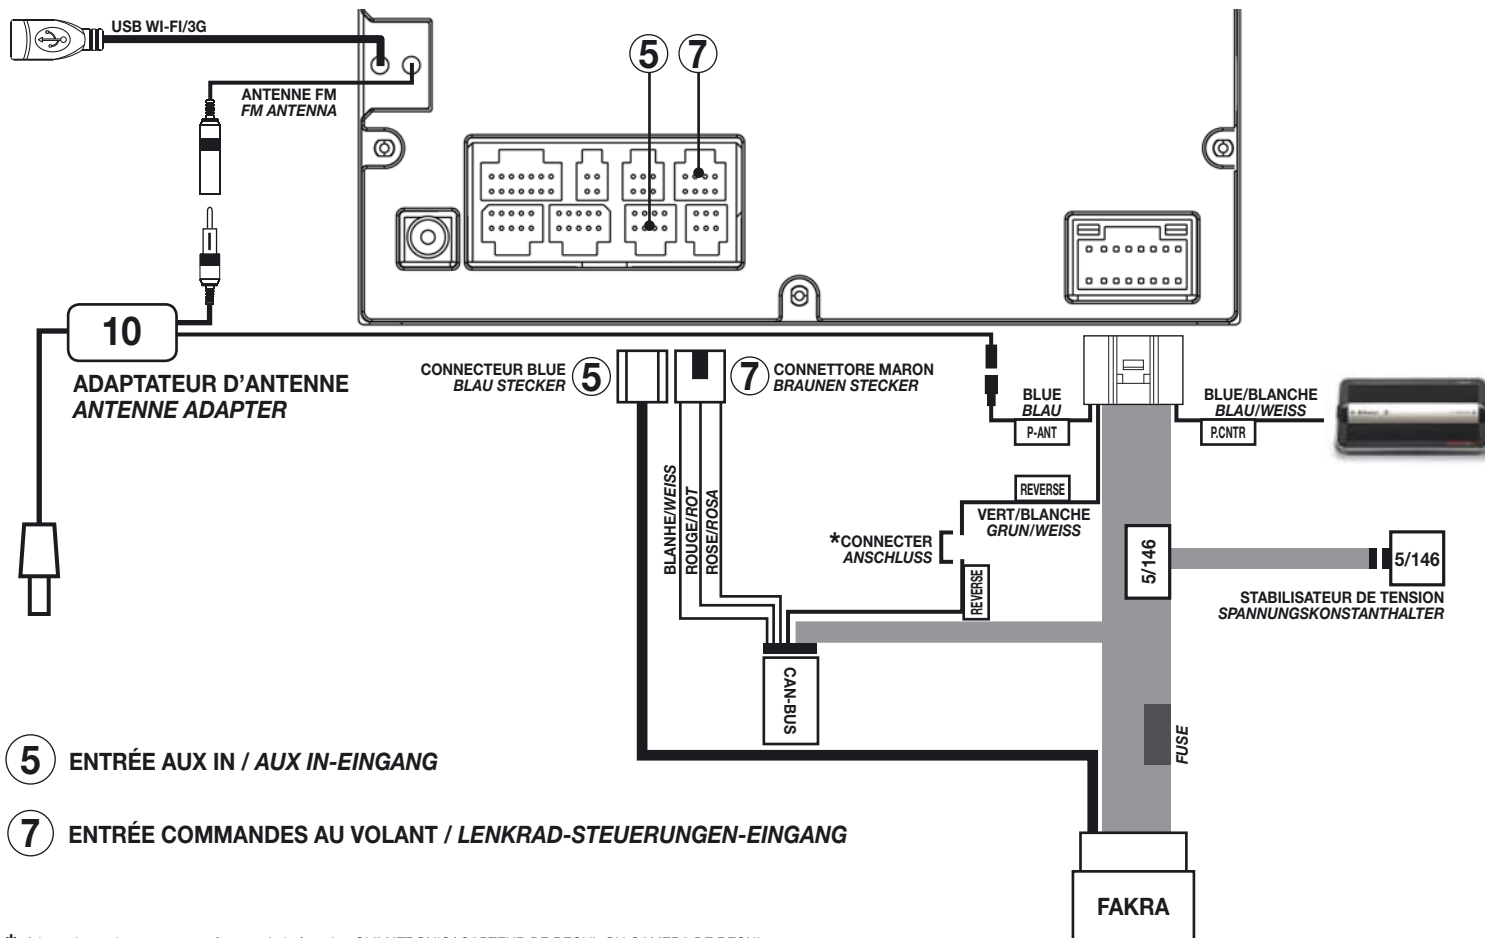 USB WI-FI/3G
ANTENNE FM
FM ANTENNA
5 7
10
ADAPTATEUR D'ANTENNE
ANTENNE ADAPTER
CONNECTEUR BLUE
BLAU STECKER
5
7
CONNETTORE MARON
BRAUNEN STECKER
BLUE
BLAU
P-ANT
BLUE/BLANCHE
BLAU/WEISS
P.CNTR
BLANHE/WEISS
ROUGE/ROT
ROSE/ROSA
REVERSE
VERT/BLANCHE
GRUN/WEISS
*CONNECTER
ANSCHLUSS
REVERSE
5/146
5/146
STABILISATEUR DE TENSION
SPANNUNGSKONSTANTHALTER
CAN-BUS
FUSE
5 ENTRÉE AUX IN / AUX IN-EINGANG
7 ENTRÉE COMMANDES AU VOLANT / LENKRAD-STEUERUNGEN-EINGANG
FAKRA
*